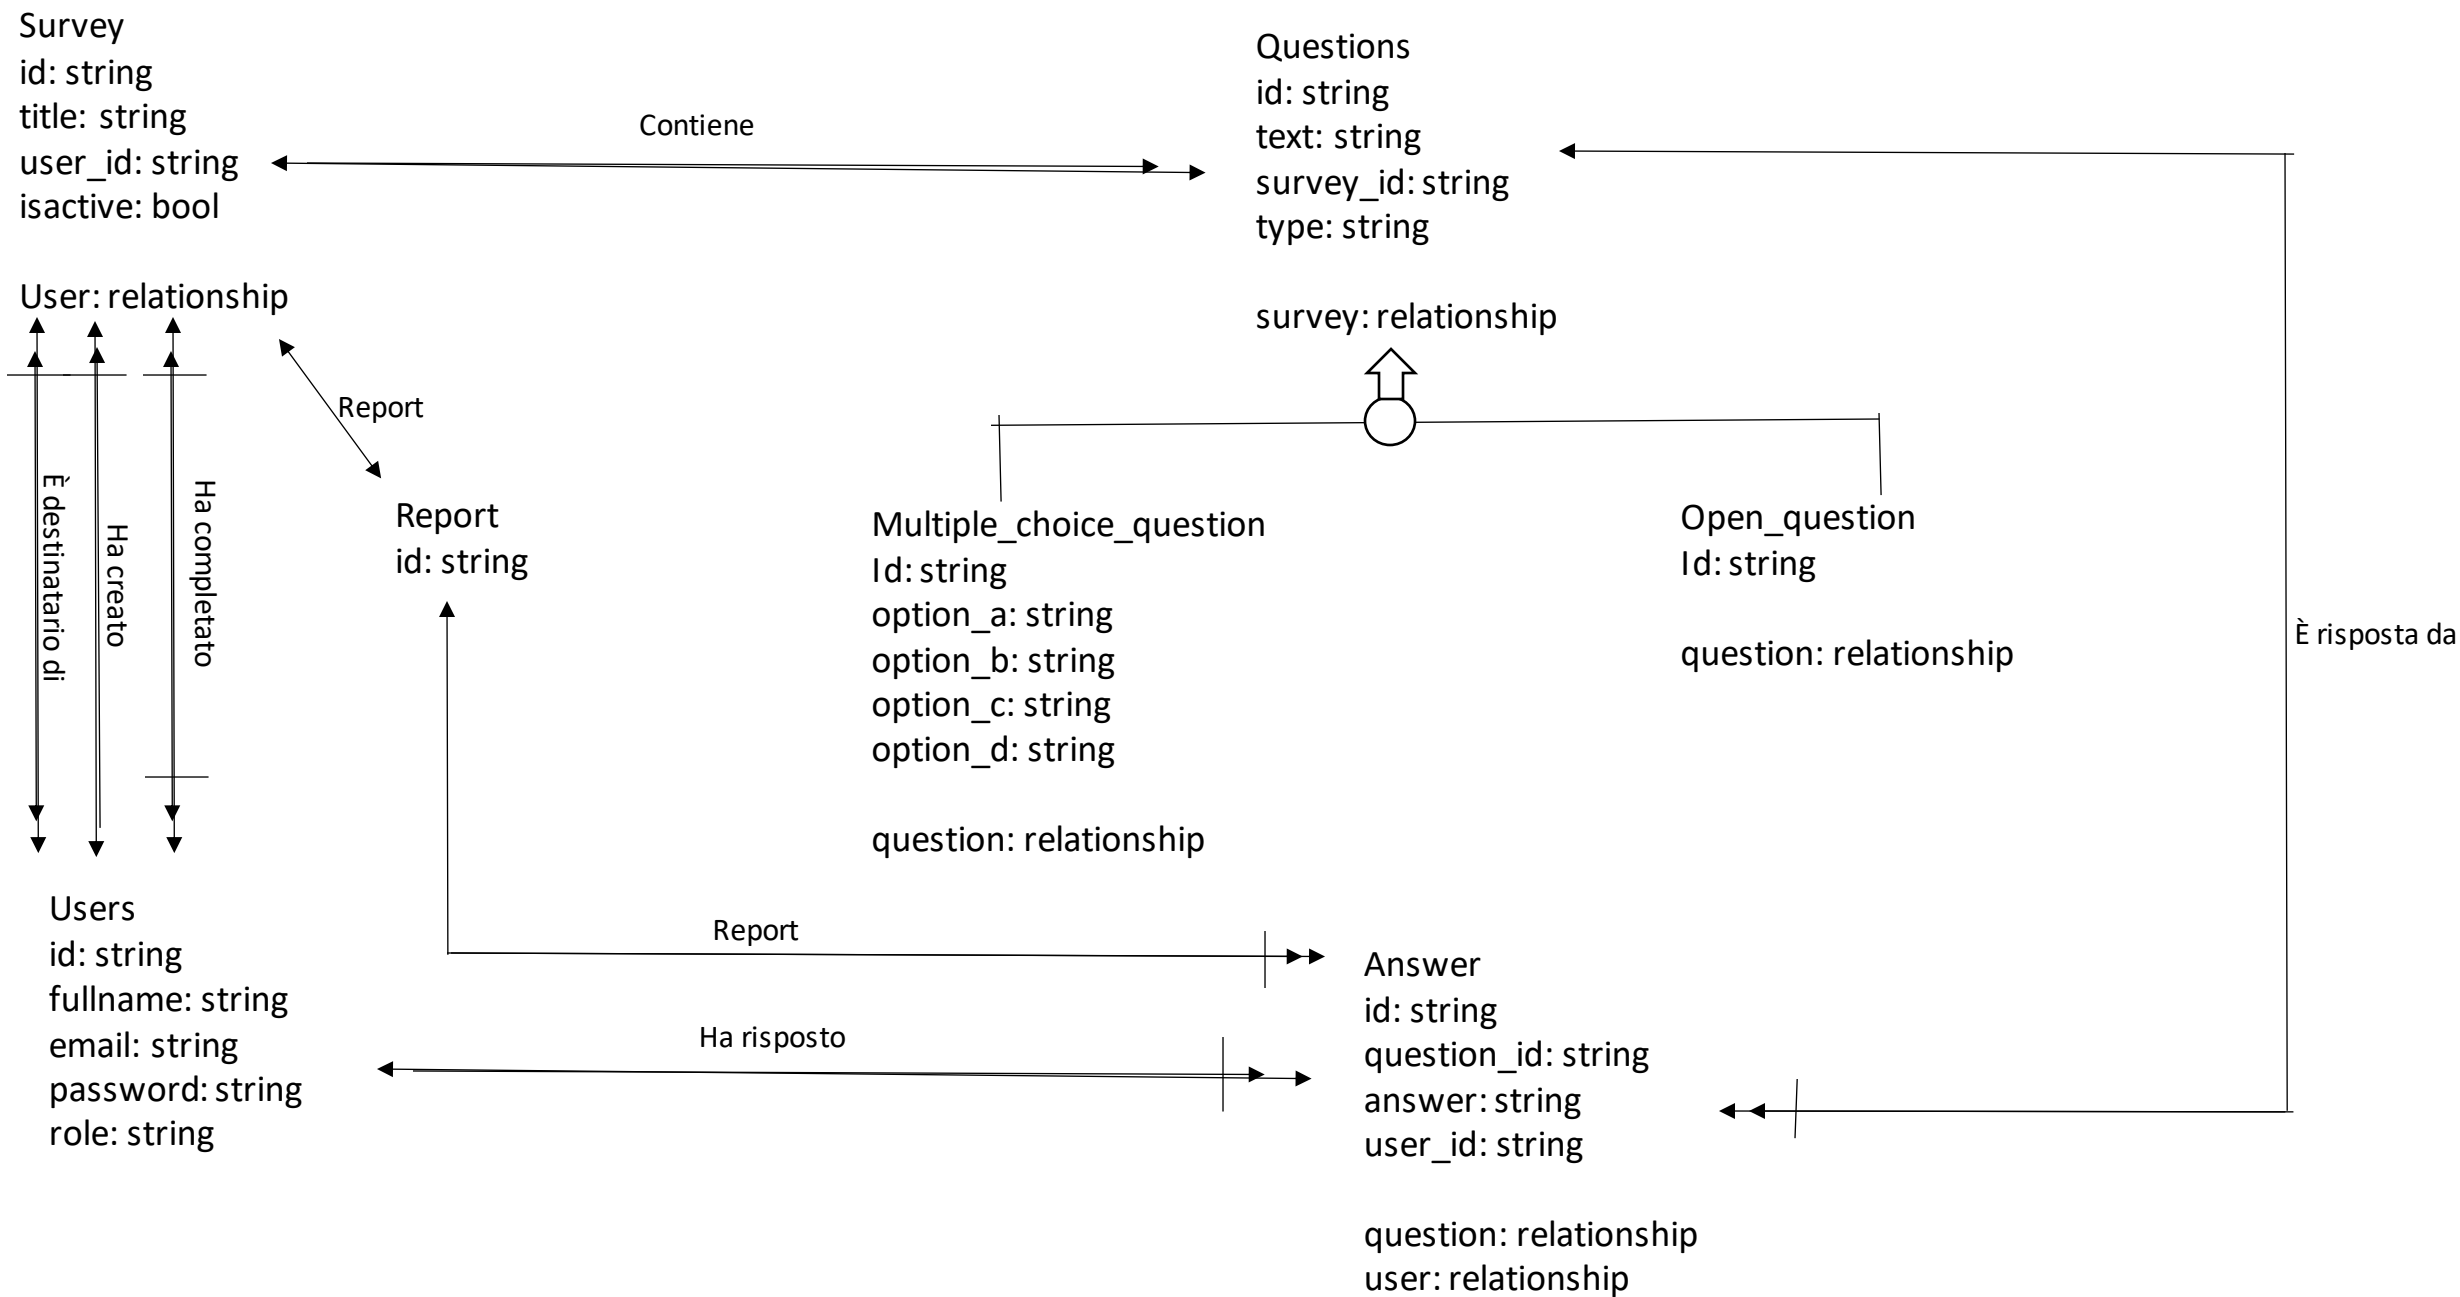 Survey
id: string
title: string
user_id: string
isactive: bool
User: relationship
Contiene
Questions
id: string
text: string
survey_id: string
type: string
survey: relationship
È destinatario di
Ha creato
Ha completato
Report
Report
id: string
Multiple_choice_question
Id: string
option_a: string
option_b: string
option_c: string
option_d: string
question: relationship
Open_question
Id: string
question: relationship
È risposta da
Users
id: string
fullname: string
email: string
password: string
role: string
Report
Ha risposto
Answer
id: string
question_id: string
answer: string
user_id: string
question: relationship
user: relationship